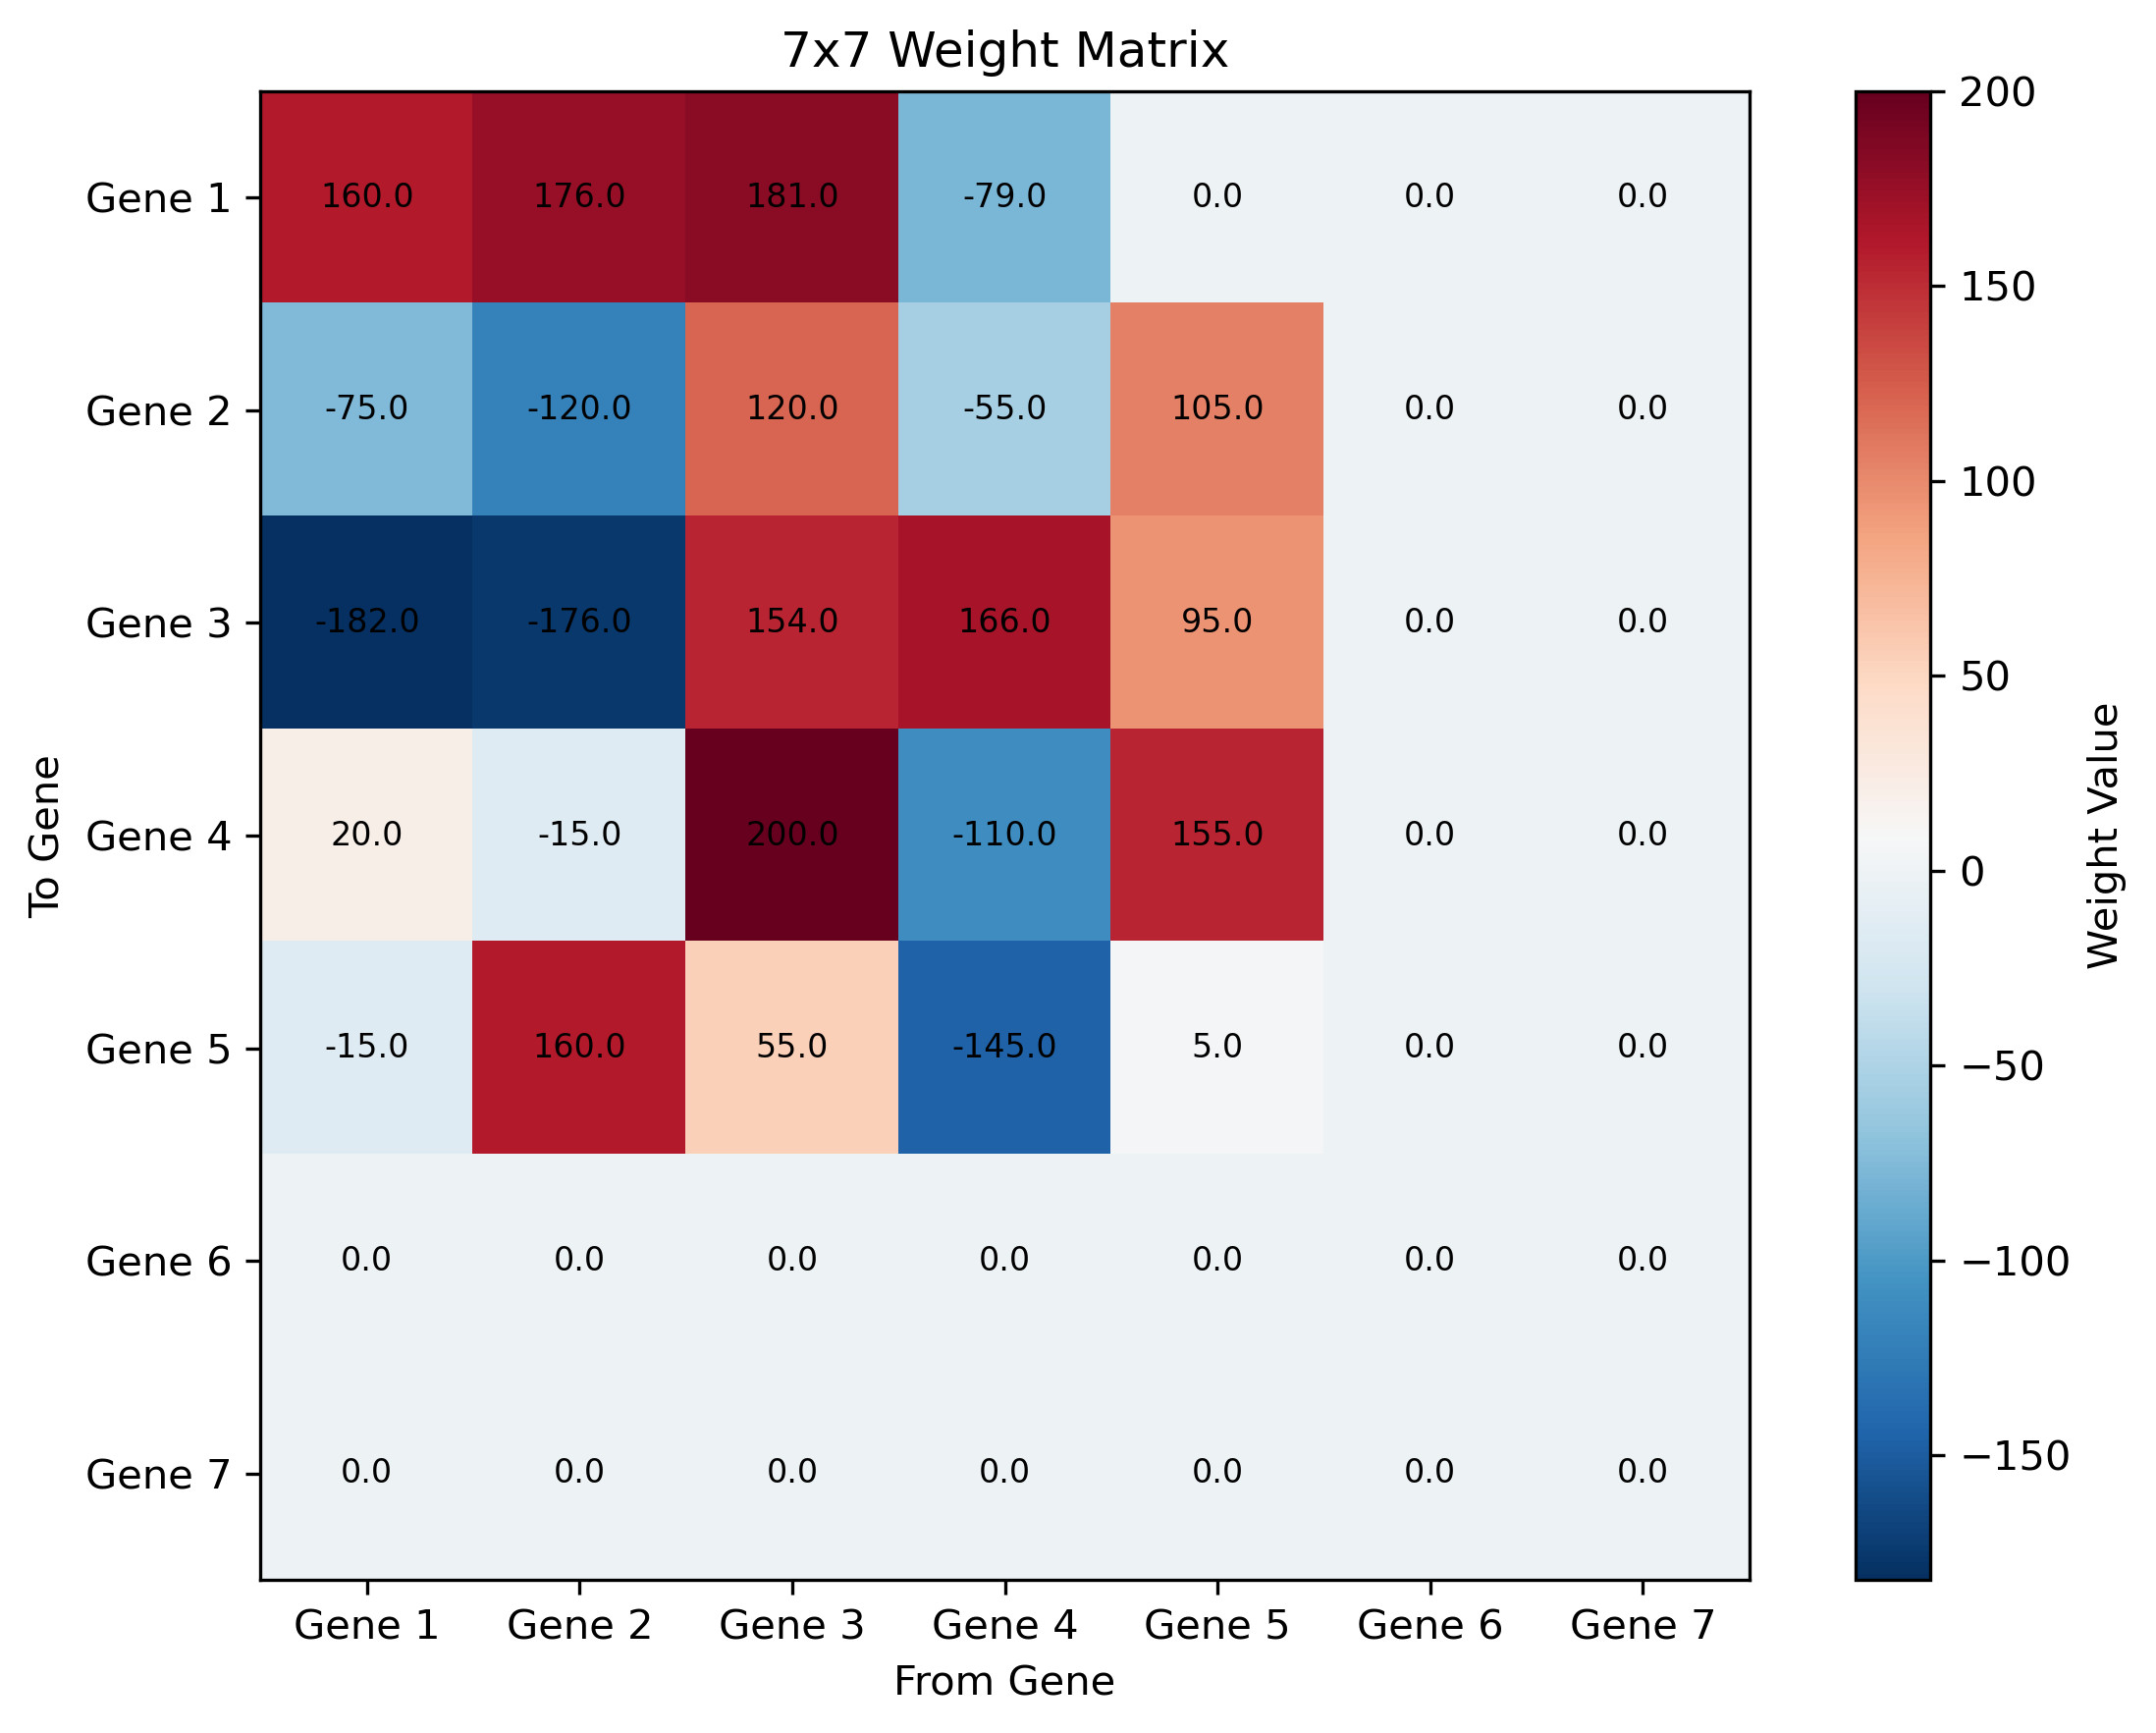 7x7 Weight Matrix
Gene 1 160.0 176.0 181.0 -79.0 0.0 0.0 0.0
Gene 2 -75.0 -120.0 120.0 -55.0 105.0 0.0 0.0
Gene 3 -182.0 -176.0 154.0 166.0 95.0 0.0 0.0
Gene 4 20.0 -15.0 200.0 -110.0 155.0 0.0 0.0
Gene 5 -15.0 160.0 55.0 -145.0 5.0 0.0 0.0
Gene 6 0.0 0.0 0.0 0.0 0.0 0.0 0.0
Gene 7 0.0 0.0 0.0 0.0 0.0 0.0 0.0
Gene 1 Gene 2 Gene 3 Gene 4 Gene 5 Gene 6 Gene 7
From Gene
To Gene
200
150
100
50
0
−50
−100
−150
Weight Value